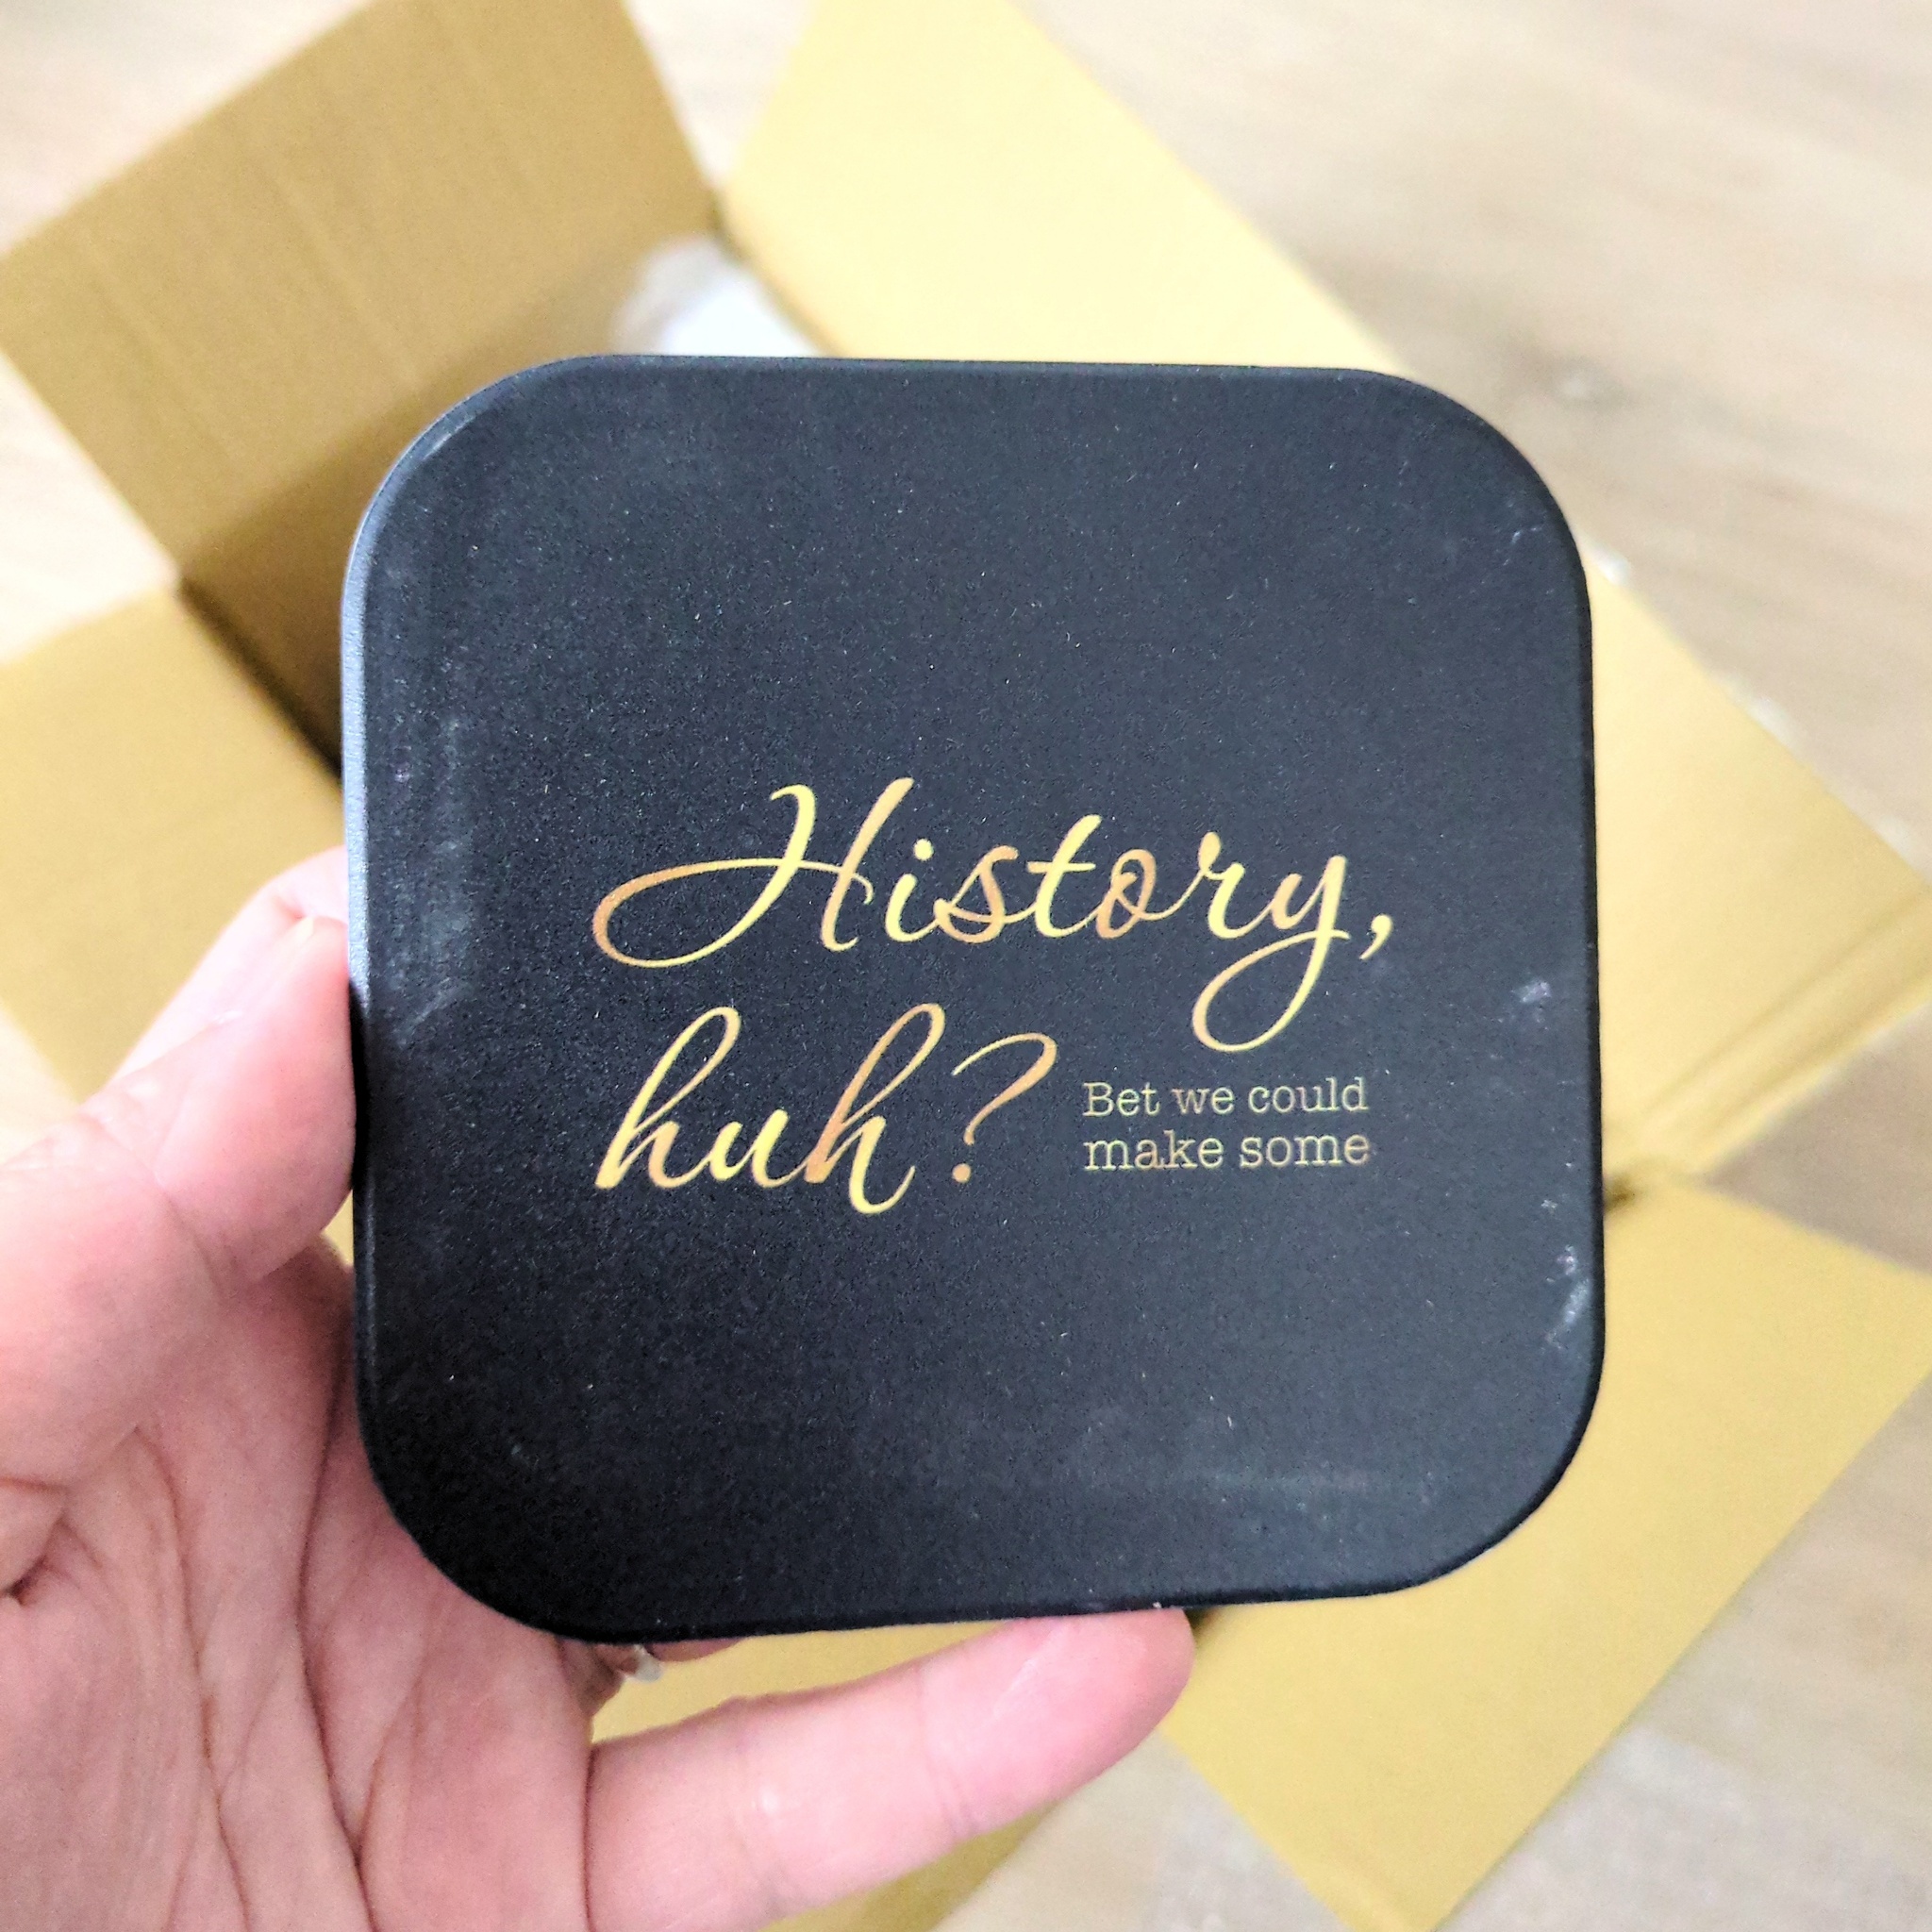 History,
huh?
Bet we could
make some